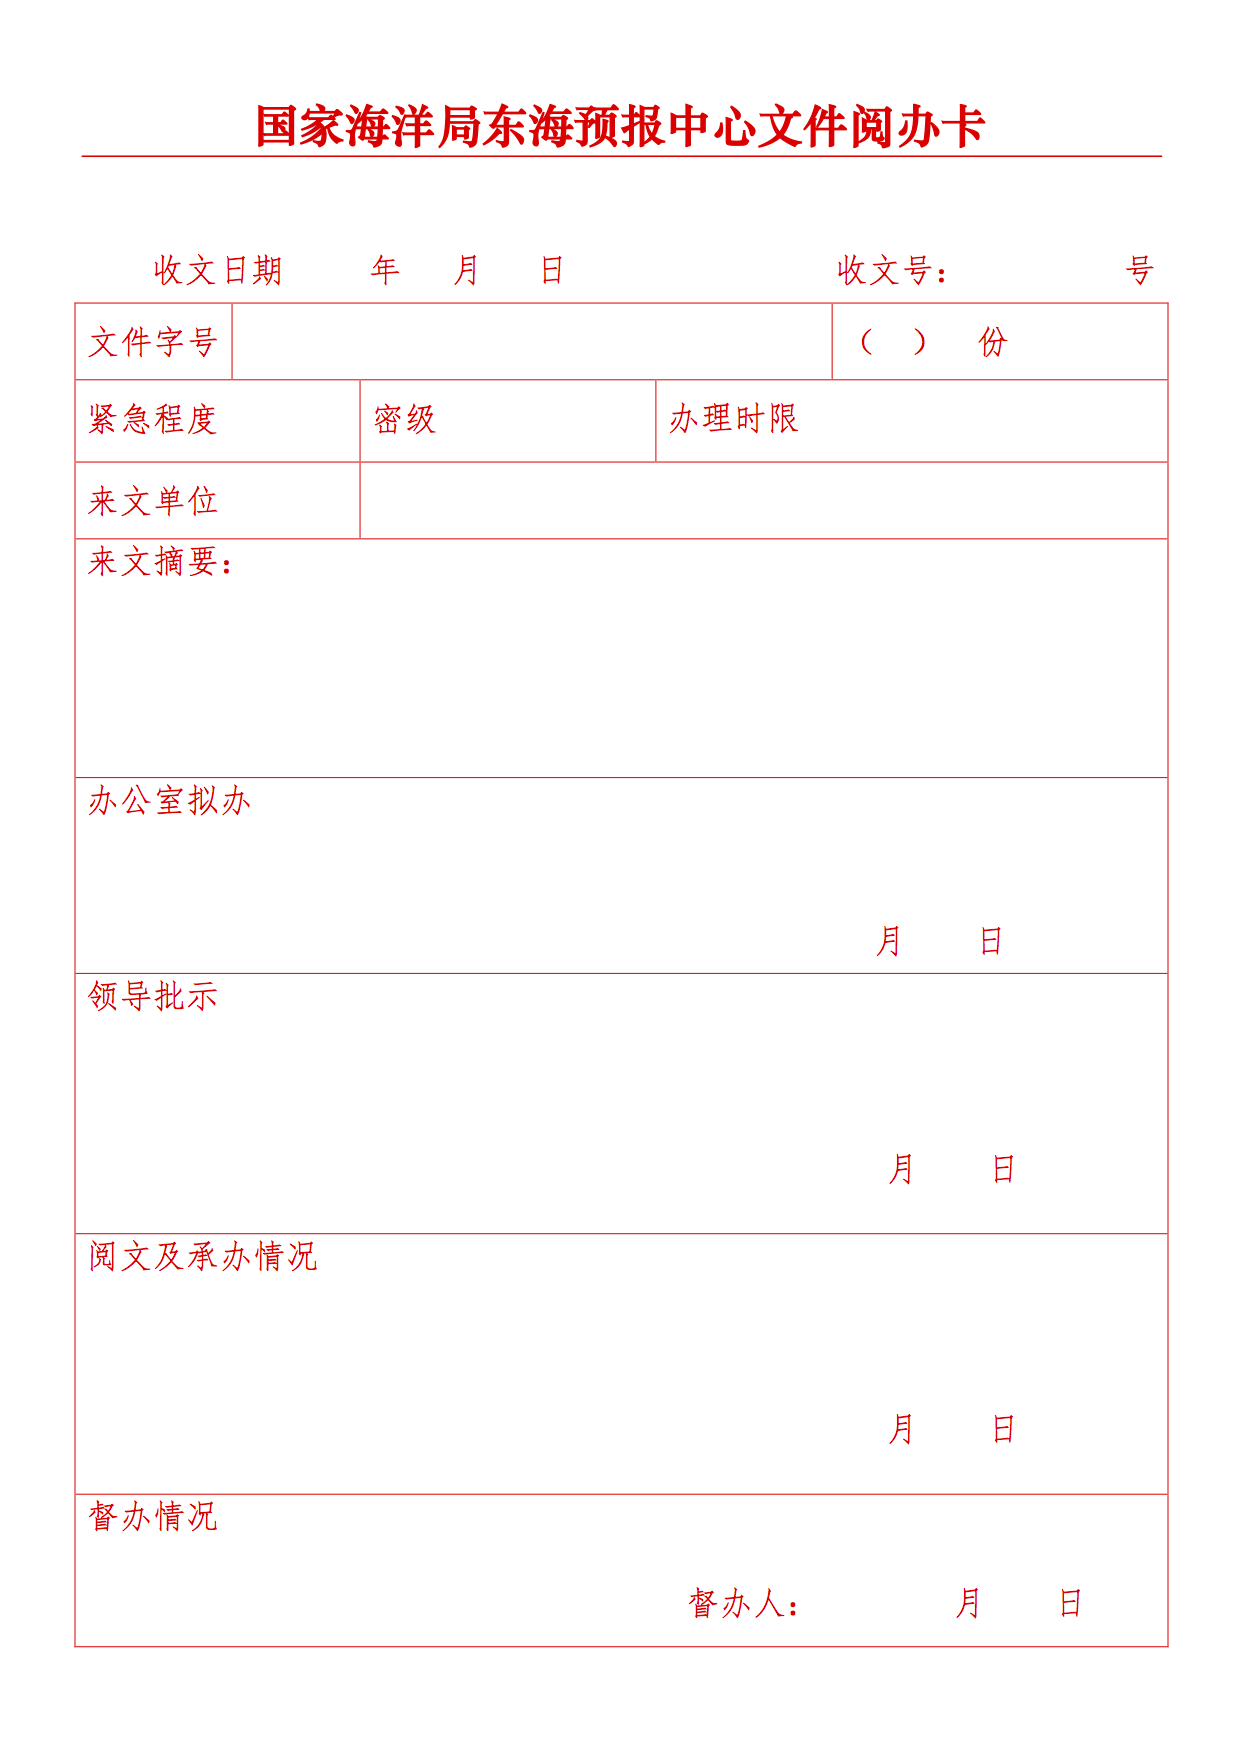 国家海洋局东海预报中心文件阅办卡
收文日期 年 月 日 收文号： 号
文件字号 （ ） 份
紧急程度 密级 办理时限
来文单位
来文摘要：
办公室拟办
月 日
领导批示
月 日
阅文及承办情况
月 日
督办情况
督办人： 月 日